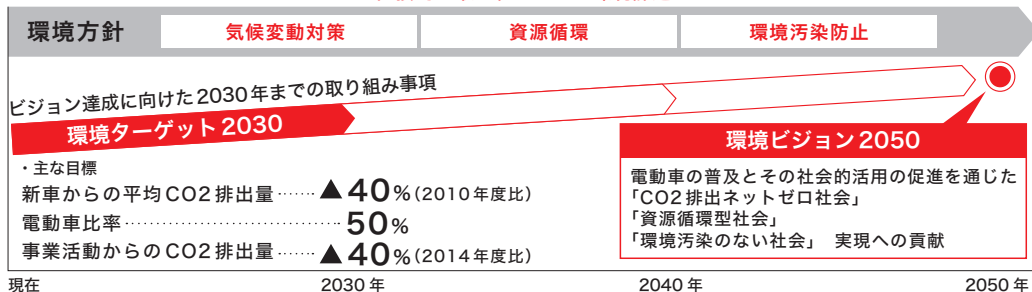 環境方針
気候変動対策
資源循環
環境汚染防止
ビジョン達成に向けた2030年までの取り組み事項
環境ターゲット2030
・主な目標
新車からの平均CO2排出量……▲40%(2010年度比)
電動車比率……………………………50%
事業活動からのCO2排出量……▲40%(2014年度比)
環境ビジョン2050
電動車の普及とその社会的活用の促進を通じた
「CO2排出ネットゼロ社会」
「資源循環型社会」
「環境汚染のない社会」 実現への貢献
現在
2030年
2040年
2050年